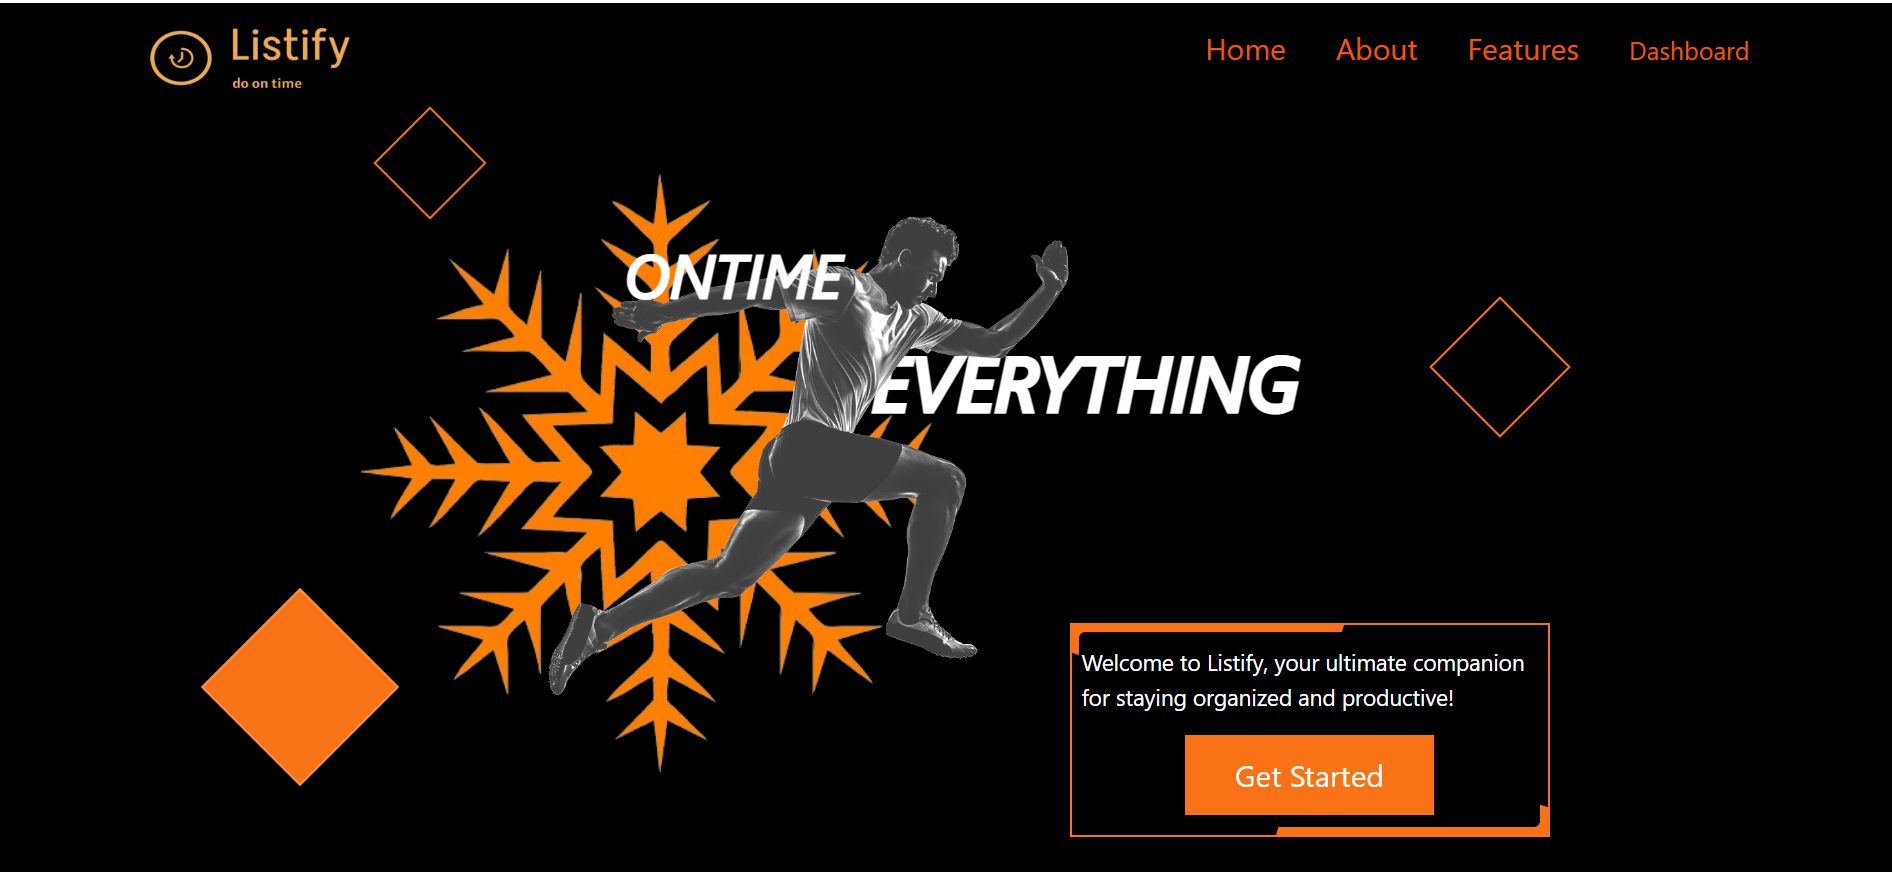 Listify
do on time
Home About Features Dashboard
ONTIME
EVERYTHING
Welcome to Listify, your ultimate companion
for staying organized and productive!
Get Started